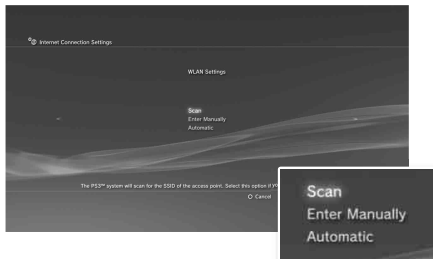 Internet Connection Settings
WLAN Settings
Scan
Enter Manually
Automatic
The PS3™ system will scan for the SSID of the access point. Select this option if
Cancel
Scan
Enter Manually
Automatic